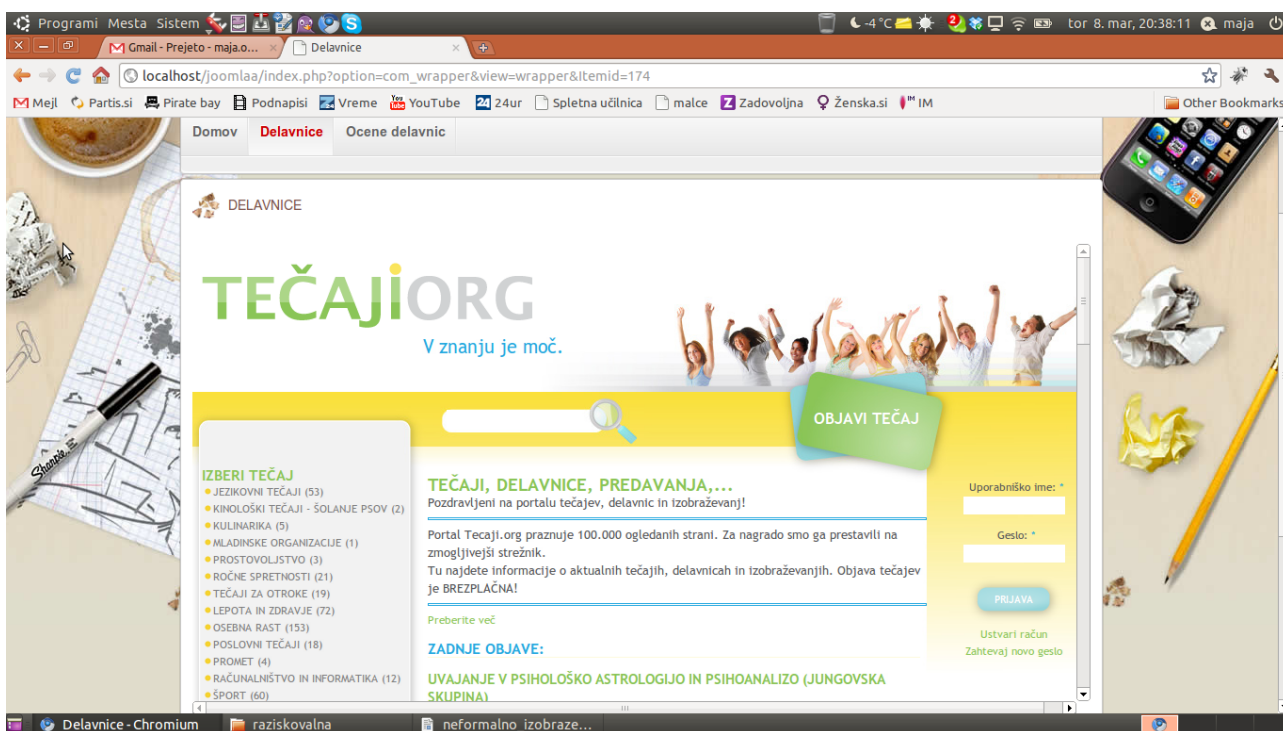 Programi Mesta Sistem
-4 °C
2
tor 8. mar, 20:38:11
maja
Gmail - Prejeto - maja.o...
Delavnice
localhost/joomlaa/index.php?option=com_wrapper&view=wrapper&Itemid=174
Mejl Partis.si Pirate bay Podnapisi Vreme YouTube 24ur Spletna učilnica malce Zadovoljna Ženska.si IM Other Bookmarks
Domov Delavnice Ocene delavnic
DELAVNICE
TEČAJIORG
V znanju je moč.
OBJAVI TEČAJ
IZBERI TEČAJ
JEZIKOVNI TEČAJI (53)
KINOLOŠKI TEČAJI - ŠOLANJE PSOV (2)
KULINARIKA (5)
MLADINSKE ORGANIZACIJE (1)
PROSTOVOLJSTVO (3)
ROČNE SPRETNOSTI (21)
TEČAJI ZA OTROKE (19)
LEPOTA IN ZDRAVJE (72)
OSEBNA RAST (153)
POSLOVNI TEČAJI (18)
PROMET (4)
RAČUNALNIŠTVO IN INFORMATIKA (12)
ŠPORT (60)
TEČAJI, DELAVNICE, PREDAVANJA,...
Pozdravljeni na portalu tečajev, delavnic in izobraževanj!
Portal Tecaji.org praznuje 100.000 ogledanih strani. Za nagrado smo ga prestavili na
zmogljivejši strežnik.
Tu najdete informacije o aktualnih tečajih, delavnicah in izobraževanjih. Objava tečajev
je BREZPLAČNA!
Preberite več
ZADNJE OBJAVE:
UVAJANJE V PSIHOLOŠKO ASTROLOGIJO IN PSIHOANALIZO (JUNGOVSKA
SKUPINA)
Uporabniško ime: *
Geslo: *
PRIJAVA
Ustvari račun
Zahtevaj novo geslo
Sharpie
Delavnice - Chromium
raziskovalna
neformalno_izobraze...